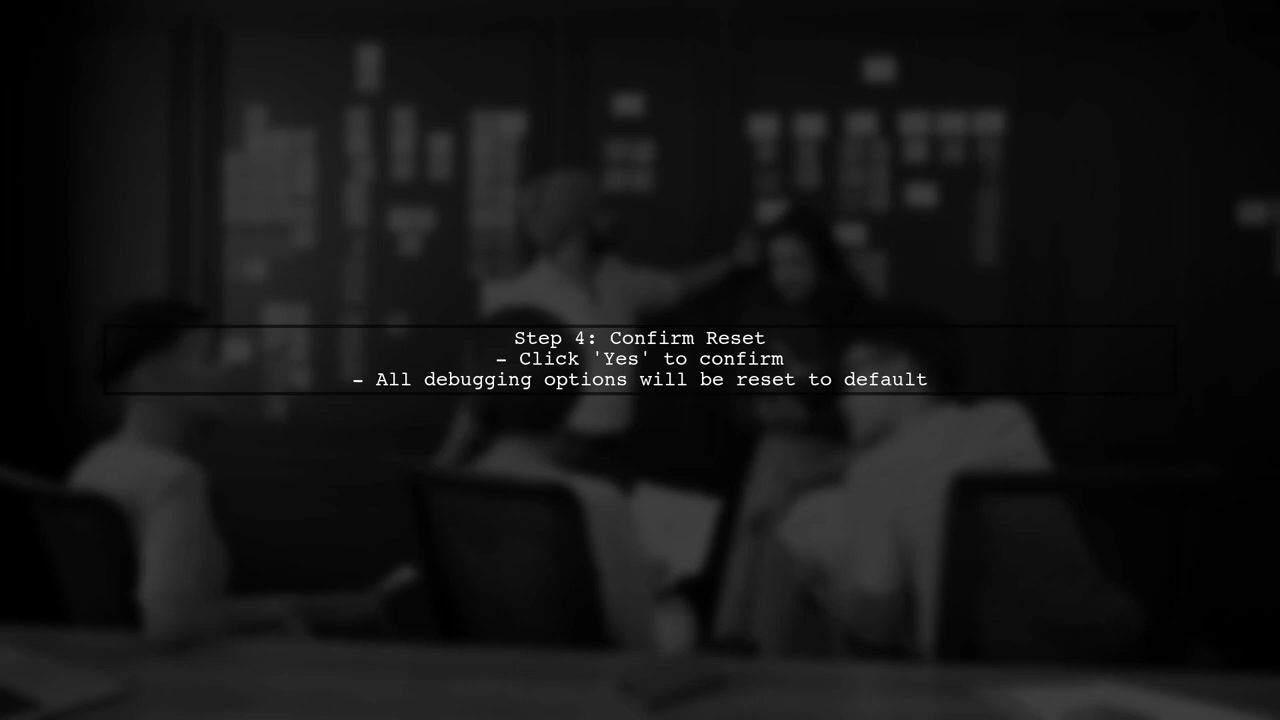 Step 4: Confirm Reset
- Click 'Yes' to confirm
- All debugging options will be reset to default